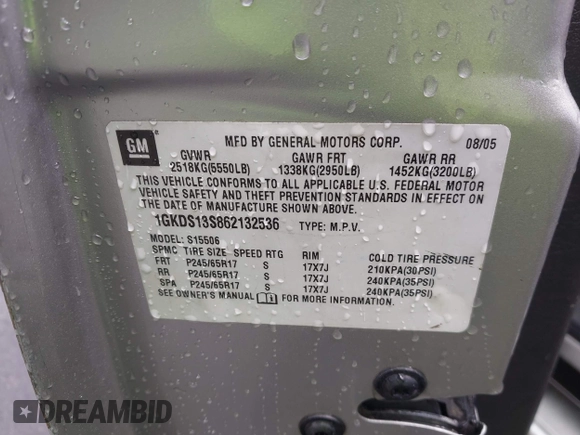 GM
MFD BY GENERAL MOTORS CORP. 08/05
GVWR GAWR FRT GAWR RR
2518KG(5550LB) 1338KG(2950LB) 1452KG(3200LB)
THIS VEHICLE CONFORMS TO ALL APPLICABLE U.S. FEDERAL MOTOR
VEHICLE SAFETY AND THEFT PREVENTION STANDARDS IN EFFECT ON
THE DATE OF MANUFACTURE SHOWN ABOVE.
1GKDS13S862132536 TYPE: M.P.V.
MODEL: S15506
SPMC TIRE SIZE SPEED RTG RIM COLD TIRE PRESSURE
FRT P245/65R17 S 17X7J 210KPA(30PSI)
RR P245/65R17 S 17X7J 240KPA(35PSI)
SPA P245/65R17 S 17X7J 240KPA(35PSI)
SEE OWNER'S MANUAL FOR MORE INFORMATION.
DREAMBID